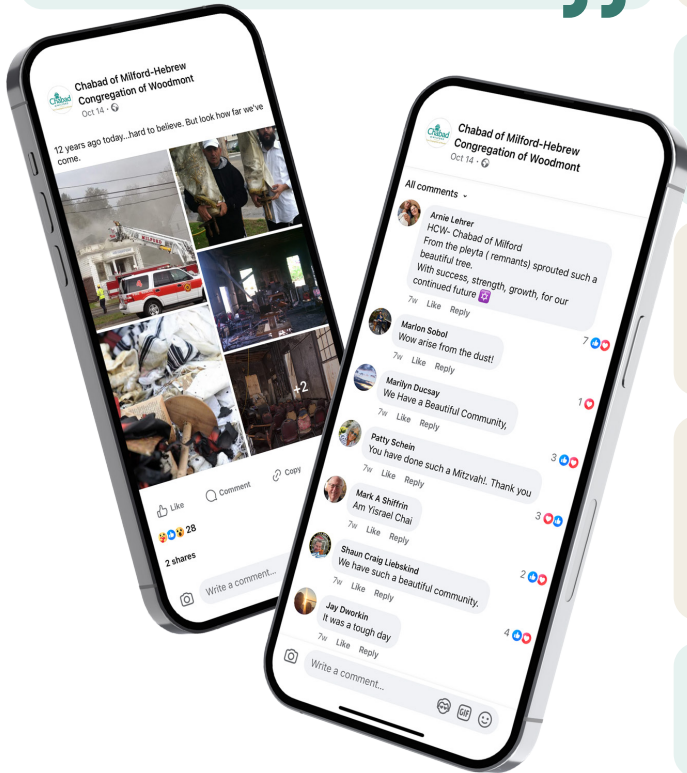 Chabad of Milford-Hebrew
Congregation of Woodmont
Oct 14 ·
12 years ago today...hard to believe. But look how far we've
come.
MILFORD
+2
Like
Comment
Copy
28
2 shares
Write a comment...
Chabad
Chabad of Milford-Hebrew
Congregation of Woodmont
Oct 14 ·
All comments
Arnie Lehrer
HCW- Chabad of Milford
From the pleyta ( remnants) sprouted such a
beautiful tree.
With success, strength, growth, for our
continued future ✡
7w Like Reply
7
Marlon Sobol
Wow arise from the dust!
7w Like Reply
1
Marilyn Ducsay
We Have a Beautiful Community,
7w Like Reply
3
Patty Schein
You have done such a Mitzvah!. Thank you
7w Like Reply
3
Mark A Shiffrin
Am Yisrael Chai
7w Like Reply
2
Shaun Craig Liebskind
We have such a beautiful community.
7w Like Reply
4
Jay Dworkin
It was a tough day
7w Like Reply
Write a comment...
GIF